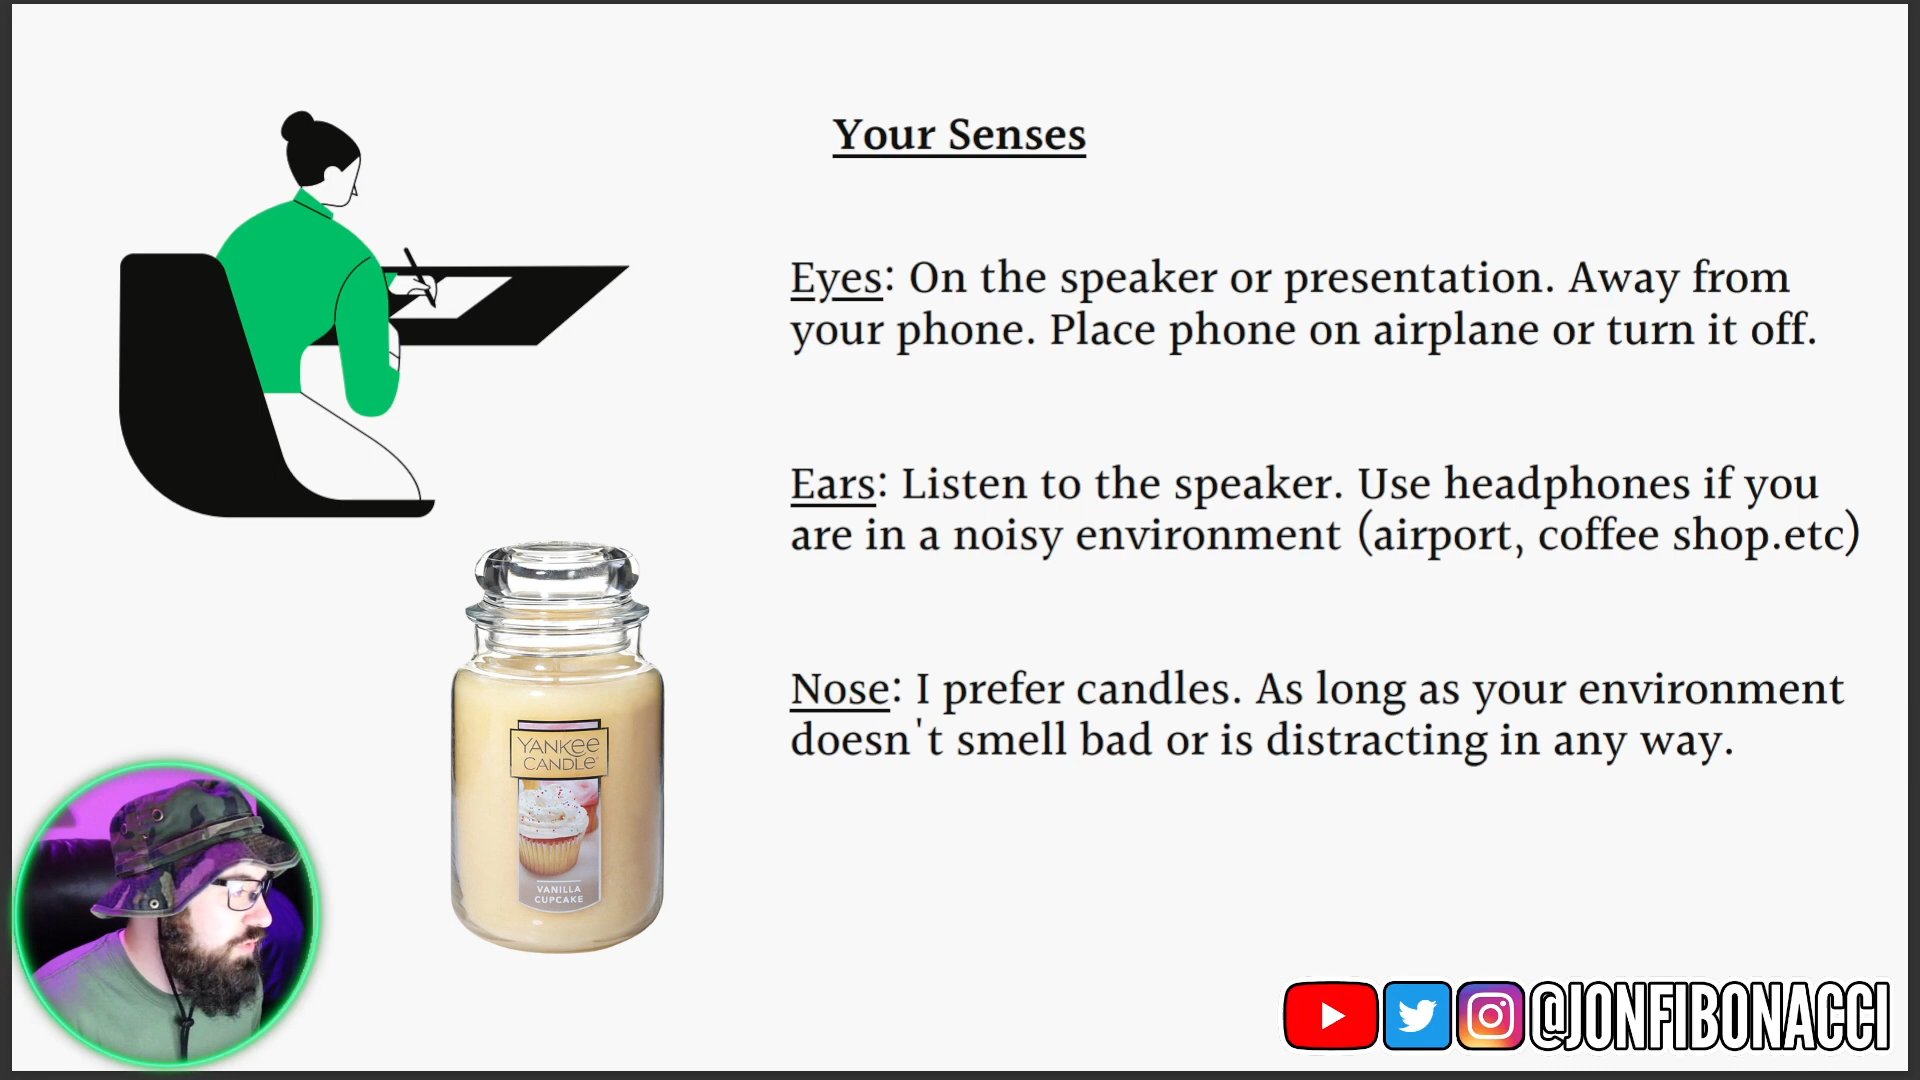 Your Senses
Eyes: On the speaker or presentation. Away from
your phone. Place phone on airplane or turn it off.
Ears: Listen to the speaker. Use headphones if you
are in a noisy environment (airport, coffee shop.etc)
Nose: I prefer candles. As long as your environment
doesn't smell bad or is distracting in any way.
YANKEE
CANDLE
VANILLA
CUPCAKE
@JONFIBONACCI